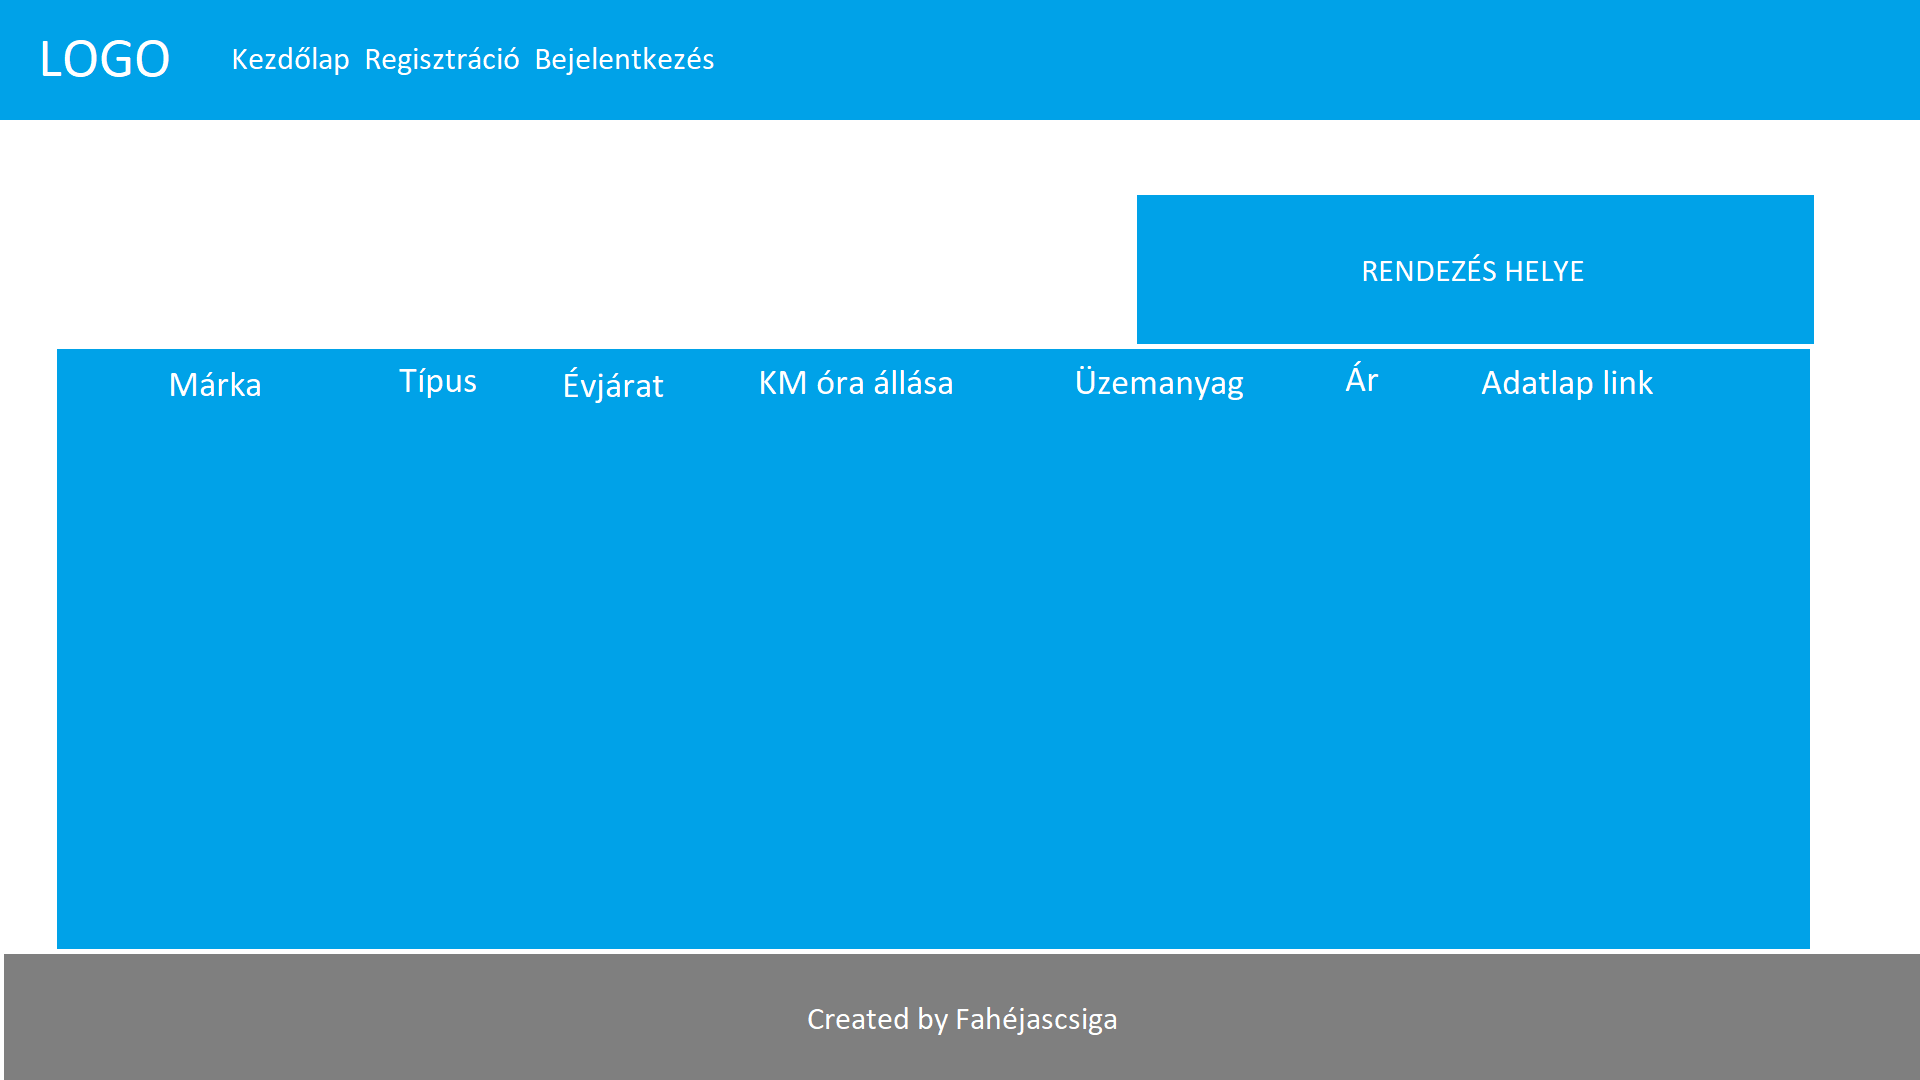 LOGO Kezdőlap Regisztráció Bejelentkezés
RENDEZÉS HELYE
Márka Típus Évjárat KM óra állása Üzemanyag Ár Adatlap link
Created by Fahéjascsiga